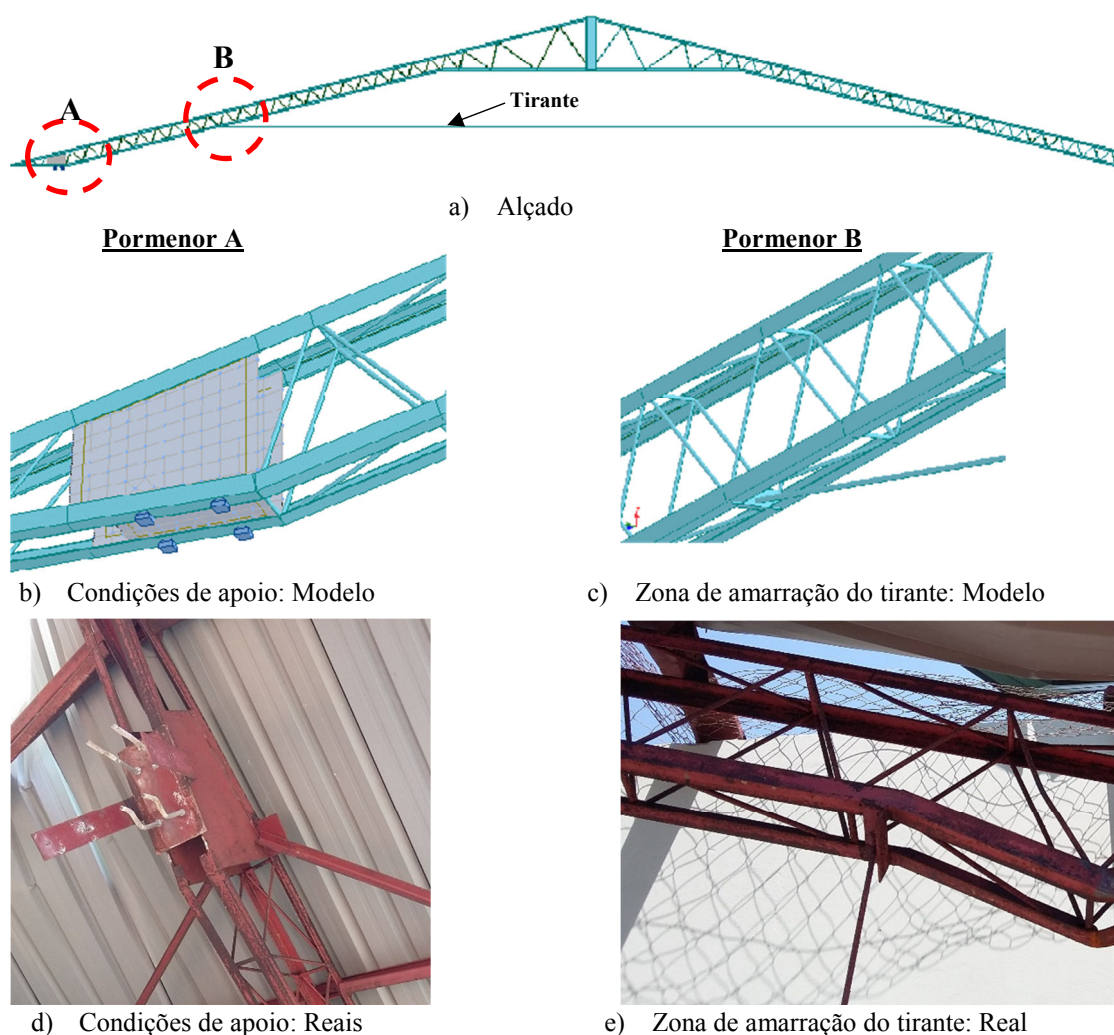 A
B
Tirante
a) Alçado
Pormenor A
Pormenor B
b) Condições de apoio: Modelo
c) Zona de amarração do tirante: Modelo
d) Condições de apoio: Reais
e) Zona de amarração do tirante: Real